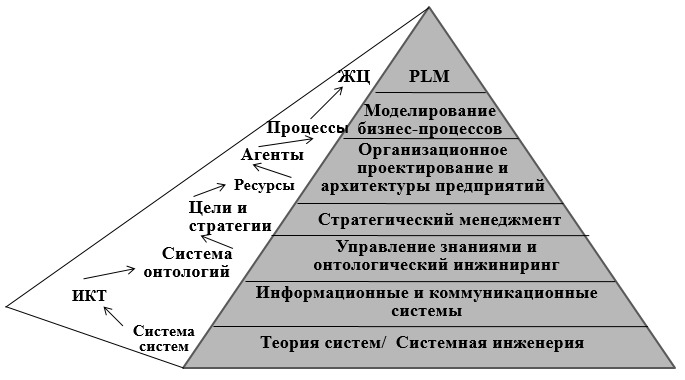 ЖЦ
PLM
Моделирование
бизнес-процессов
Процессы
Агенты
Организационное
проектирование и
архитектуры предприятий
Ресурсы
Цели и
стратегии
Стратегический менеджмент
Система
онтологий
Управление знаниями и
онтологический инжиниринг
ИКТ
Информационные и коммуникационные
системы
Система
систем
Теория систем/ Системная инженерия